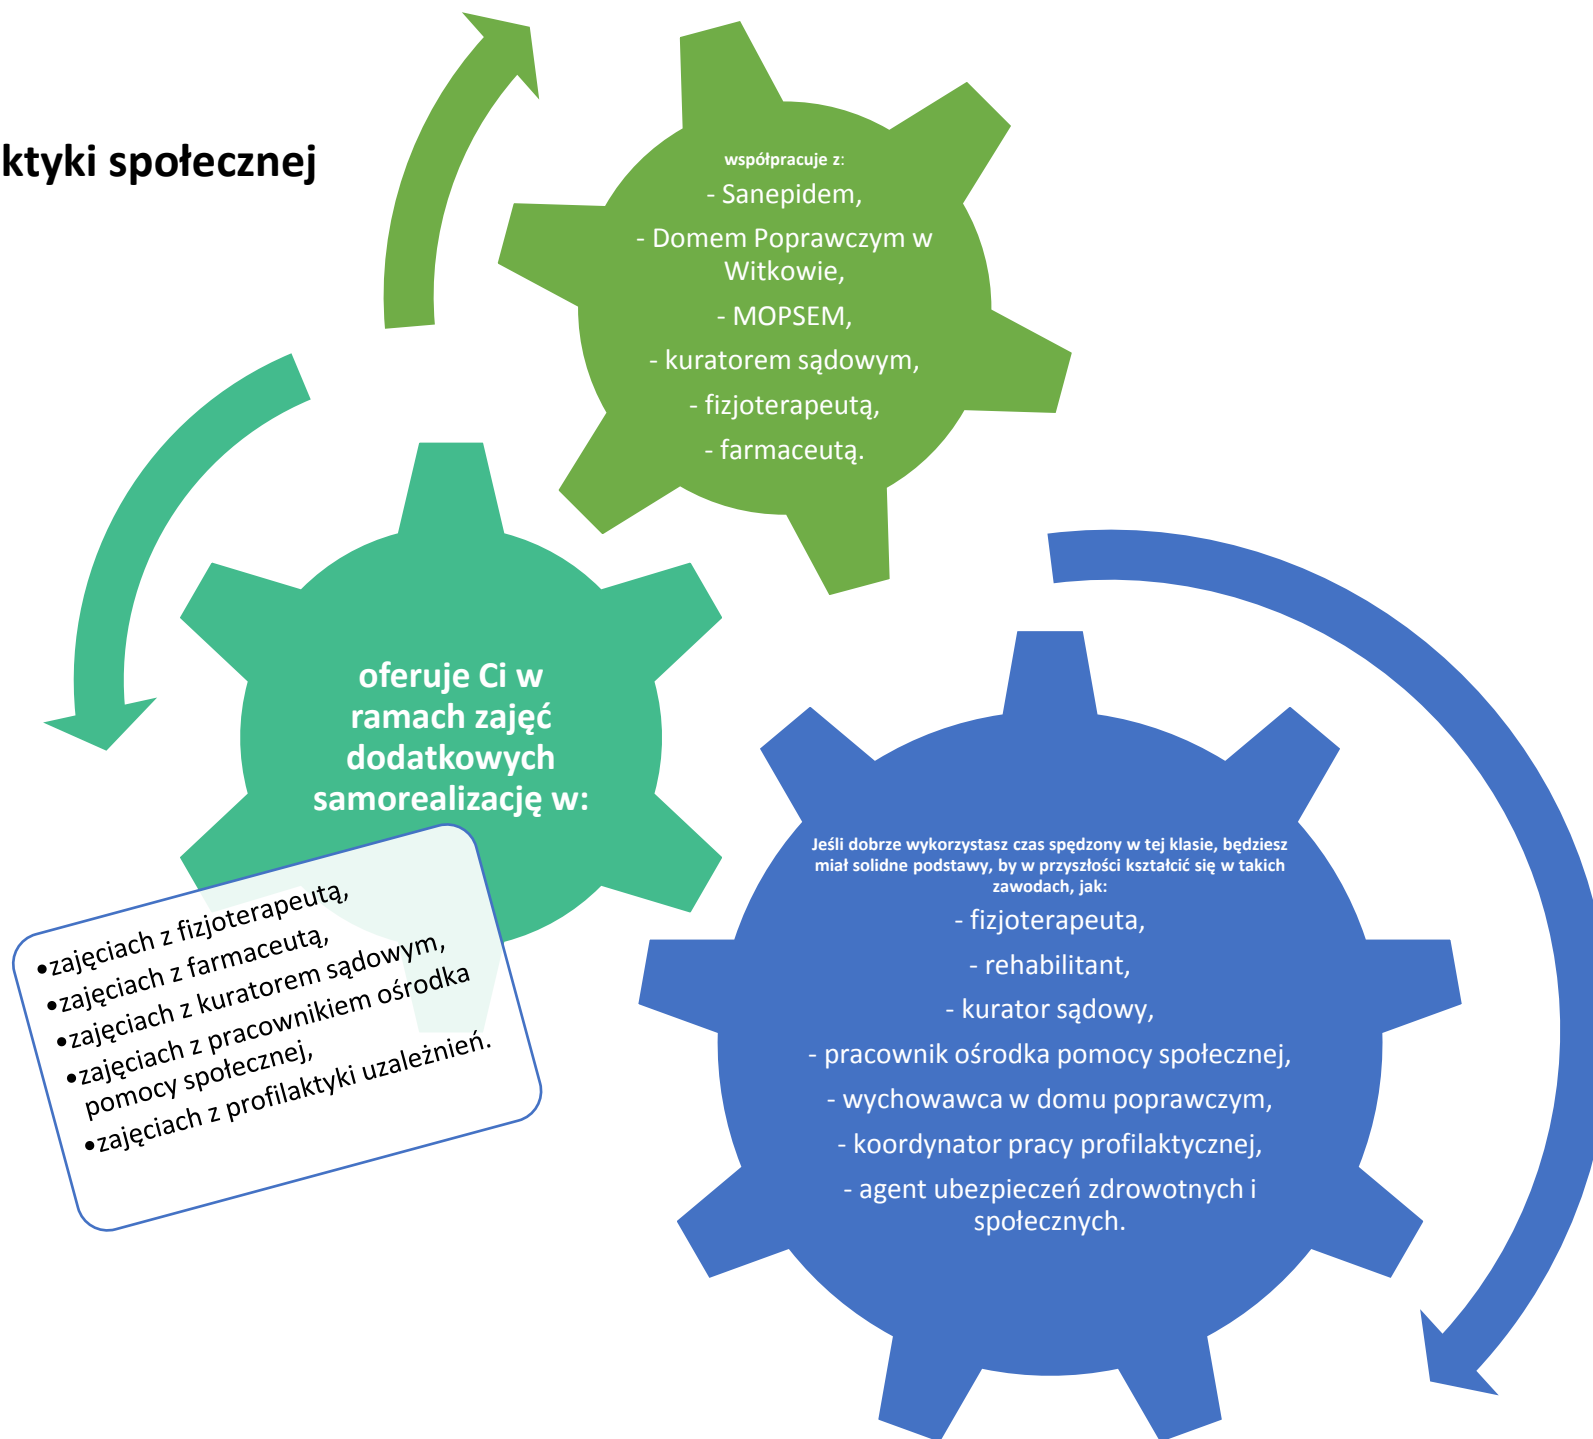 ktyki społecznej
współpracuje z:
- Sanepidem,
- Domem Poprawczym w
Witkowie,
- MOPSEM,
- kuratorem sądowym,
- fizjoterapeutą,
- farmaceutą.
oferuje Ci w
ramach zajęć
dodatkowych
samorealizację w:
•zajęciach z fizjoterapeutą,
•zajęciach z farmaceutą,
•zajęciach z kuratorem sądowym,
•zajęciach z pracownikiem ośrodka
pomocy społecznej,
•zajęciach z profilaktyki uzależnień.
Jeśli dobrze wykorzystasz czas spędzony w tej klasie, będziesz
miał solidne podstawy, by w przyszłości kształcić się w takich
zawodach, jak:
- fizjoterapeuta,
- rehabilitant,
- kurator sądowy,
- pracownik ośrodka pomocy społecznej,
- wychowawca w domu poprawczym,
- koordynator pracy profilaktycznej,
- agent ubezpieczeń zdrowotnych i
społecznych.